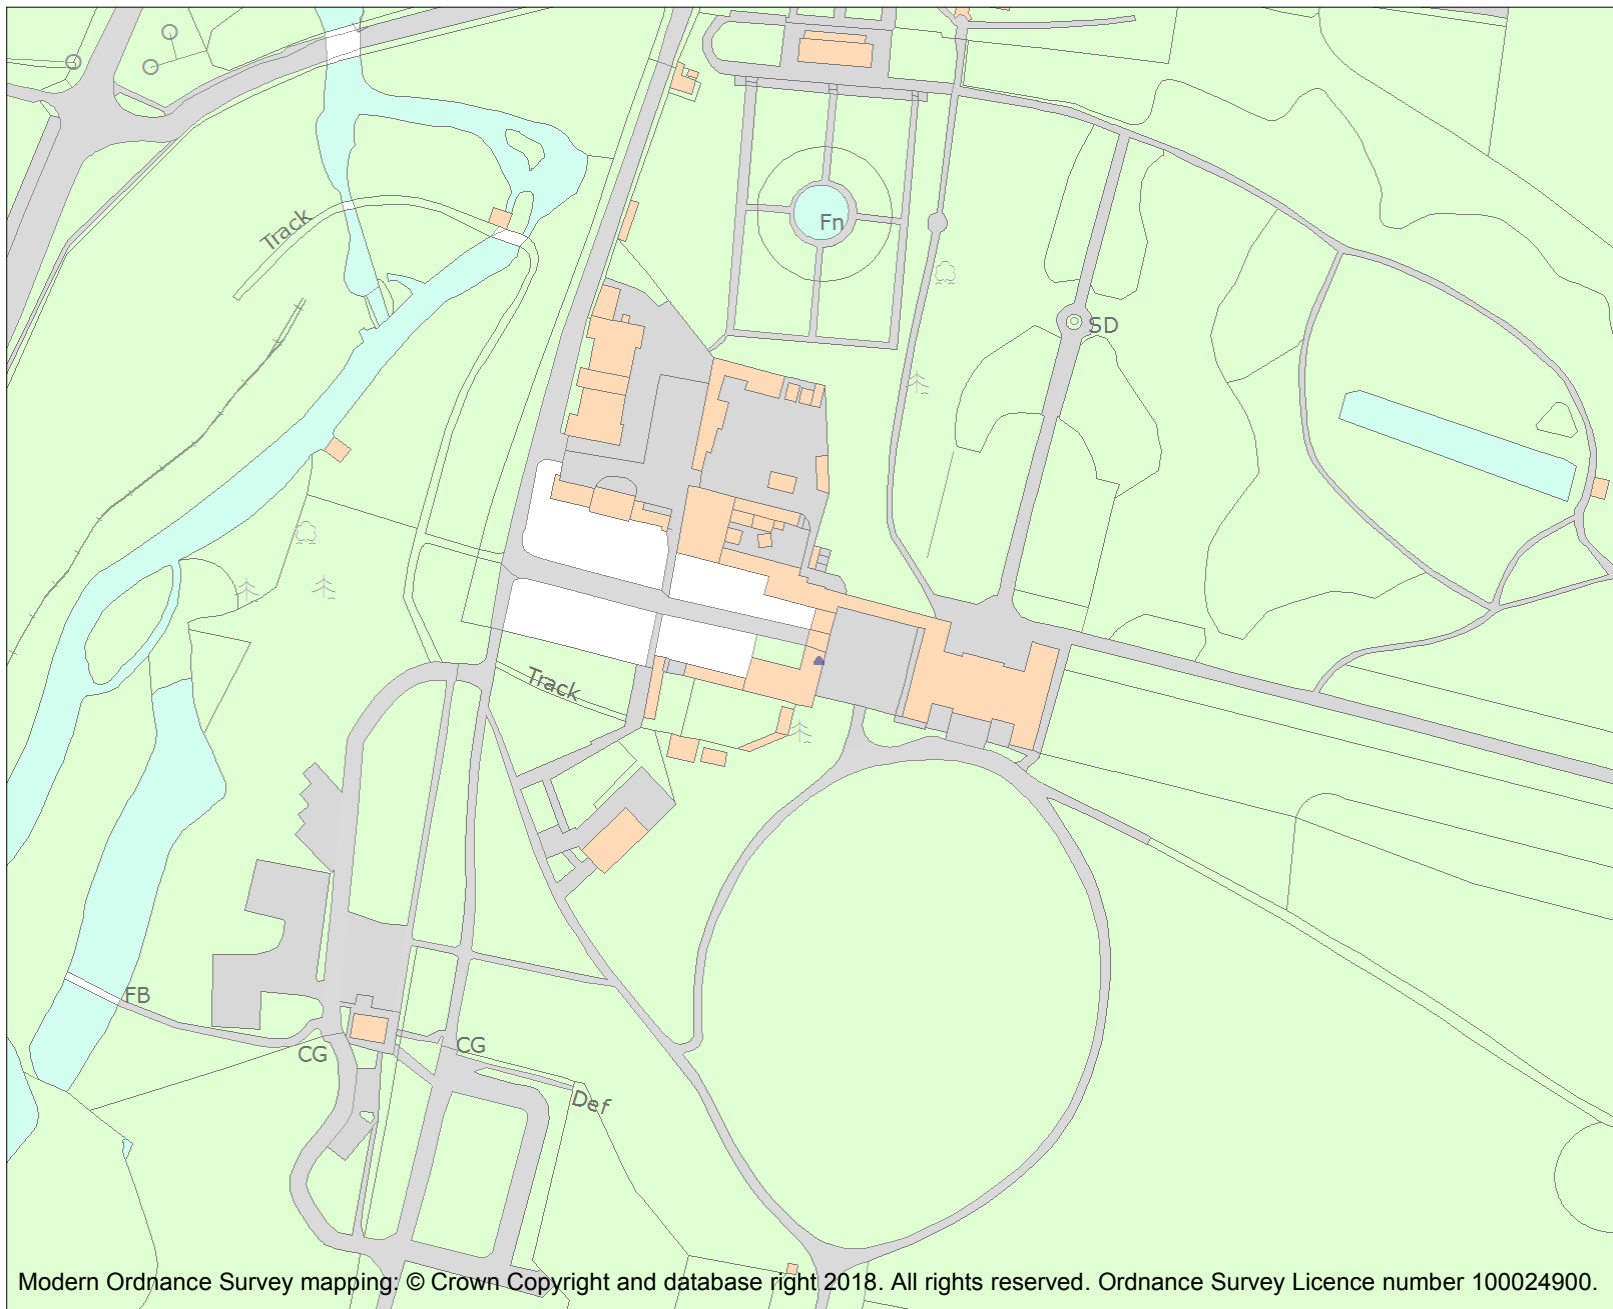 Track
Fn
SD
Track
FB
CG
CG
Def
Modern Ordnance Survey mapping: © Crown Copyright and database right 2018. All rights reserved. Ordnance Survey Licence number 100024900.